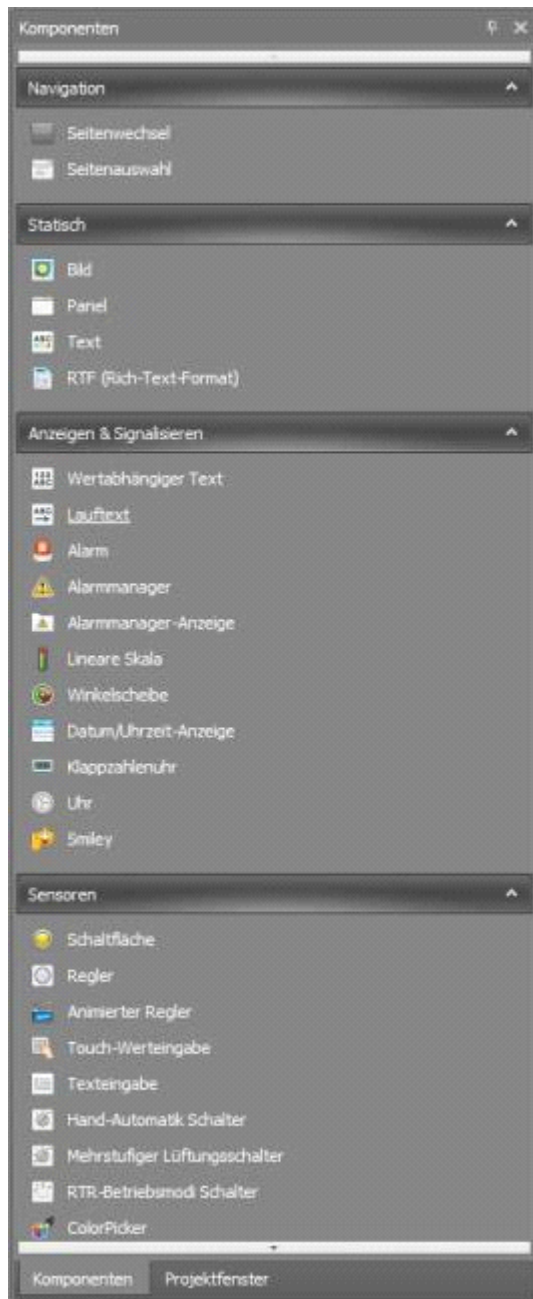 Komponenten
Navigation
Seitenwechsel
Seitenauswahl
Statisch
Bild
Panel
Text
RTF (Rich-Text-Format)
Anzeigen & Signalisieren
Wertabhängiger Text
Lauftext
Alarm
Alarmmanager
Alarmmanager-Anzeige
Lineare Skala
Winkelscheibe
Datum/Uhrzeit-Anzeige
Klappzahlenuhr
Uhr
Smiley
Sensoren
Schaltfläche
Regler
Animierter Regler
Touch-Werteingabe
Texteingabe
Hand-Automatik Schalter
Mehrstufiger Lüftungsschalter
RTR-Betriebsmodi Schalter
ColorPicker
Komponenten Projektfenster